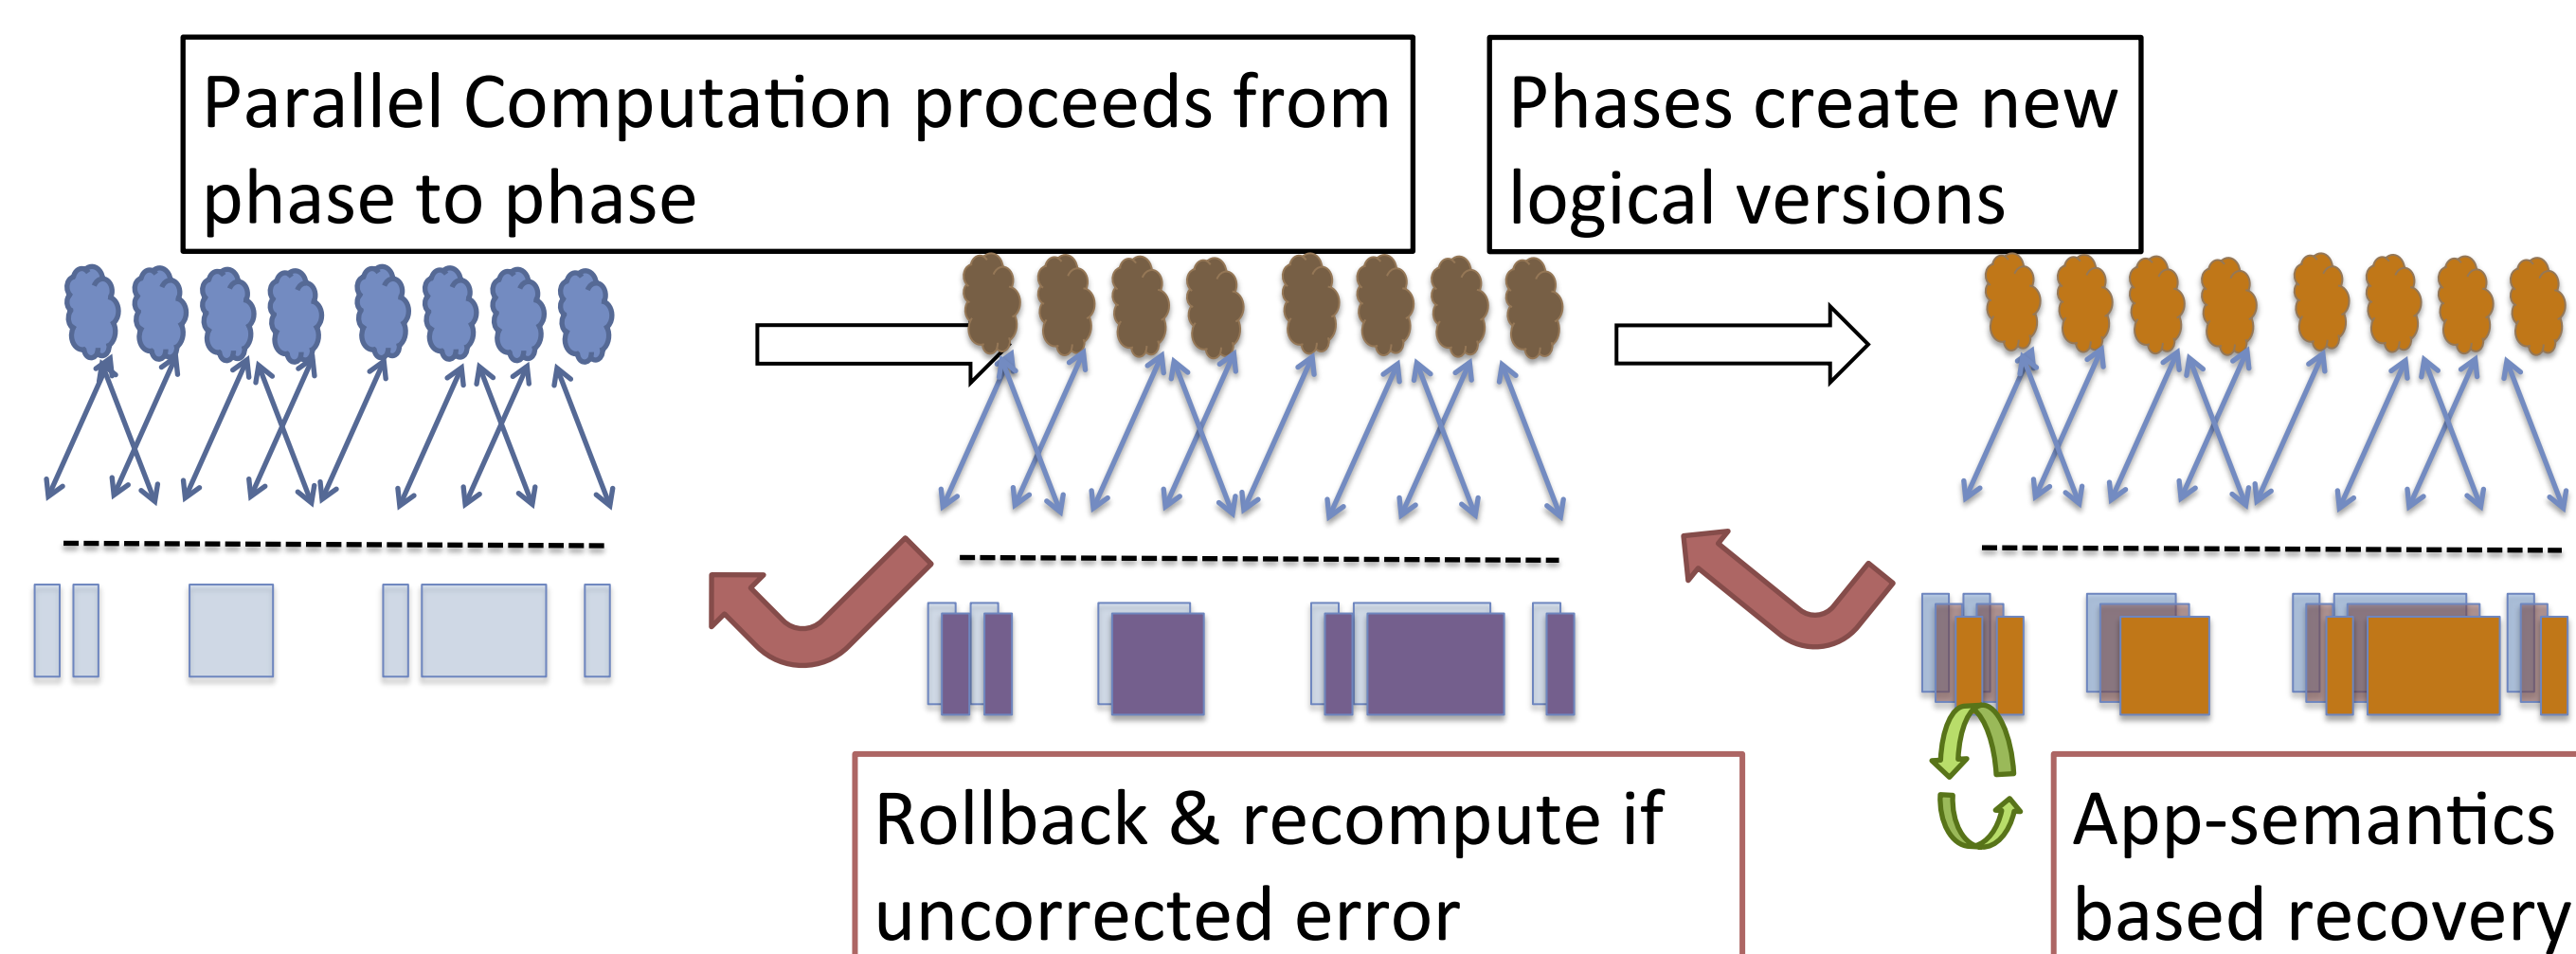 Parallel Computation proceeds from
phase to phase
Phases create new
logical versions
Rollback & recompute if
uncorrected error
App-semantics
based recovery